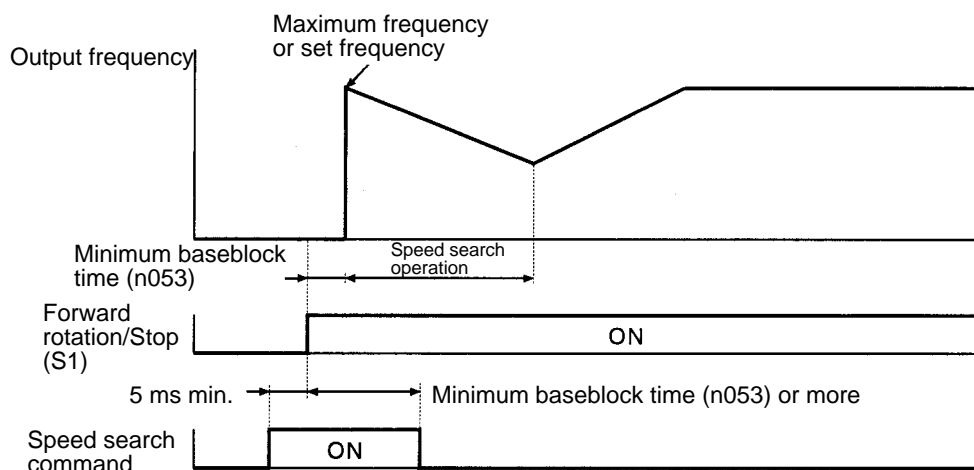 Maximum frequency
or set frequency
Output frequency
Minimum baseblock
time (n053)
Speed search
operation
Forward
rotation/Stop
(S1)
ON
5 ms min.
Minimum baseblock time (n053) or more
Speed search
command
ON